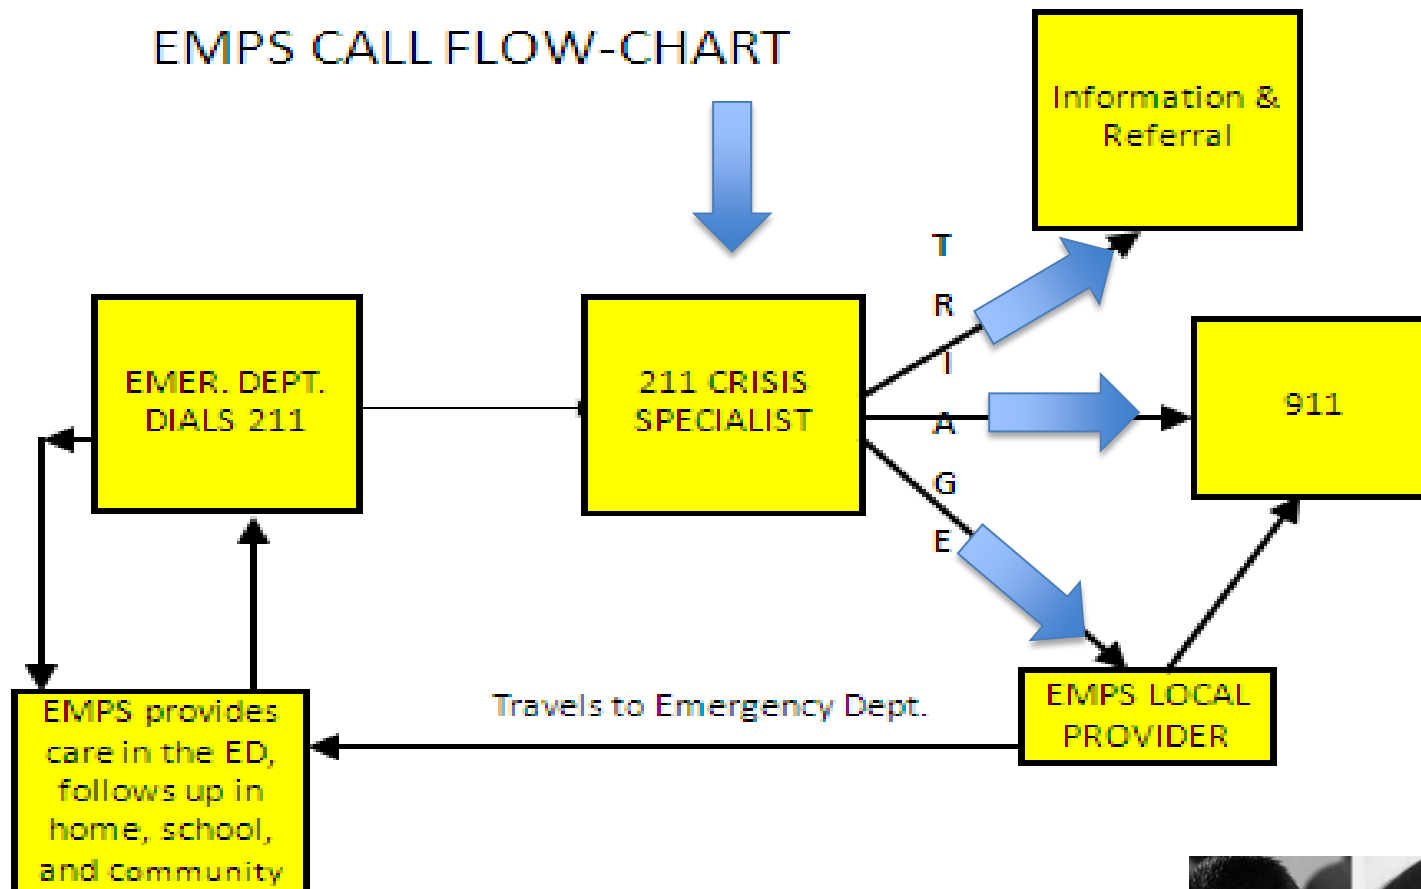 EMPS CALL FLOW-CHART
Information &
Referral
T
R
I
A
G
E
EMER. DEPT.
DIALS 211
211 CRISIS
SPECIALIST
911
EMPS LOCAL
PROVIDER
Travels to Emergency Dept.
EMPS provides
care in the ED,
follows up in
home, school,
and community